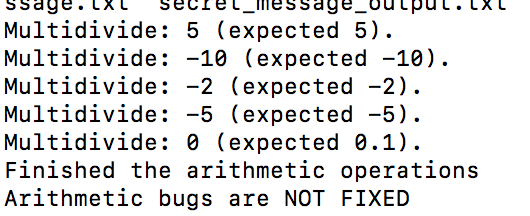 ssage.txt  secret_message_output.txt
Multidivide: 5 (expected 5).
Multidivide: -10 (expected -10).
Multidivide: -2 (expected -2).
Multidivide: -5 (expected -5).
Multidivide: 0 (expected 0.1).
Finished the arithmetic operations
Arithmetic bugs are NOT FIXED